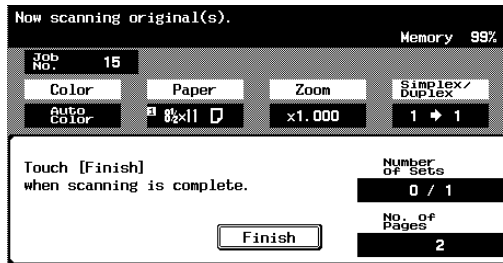 Now scanning original(s).
Memory 99%
Job No. 15
Color Paper Zoom Simplex/Duplex
Auto Color 1 8½×11 ×1.000 1 → 1
Touch [Finish]
when scanning is complete.
Number of Sets
0 / 1
Finish
No. of Pages
2